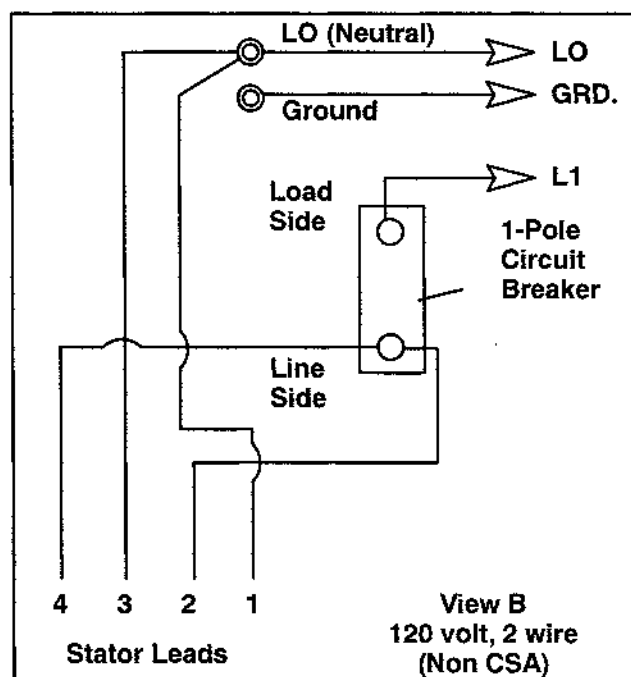 LO (Neutral)
LO
GRD.
Ground
L1
Load
Side
1-Pole
Circuit
Breaker
Line
Side
4 3 2 1
Stator Leads
View B
120 volt, 2 wire
(Non CSA)